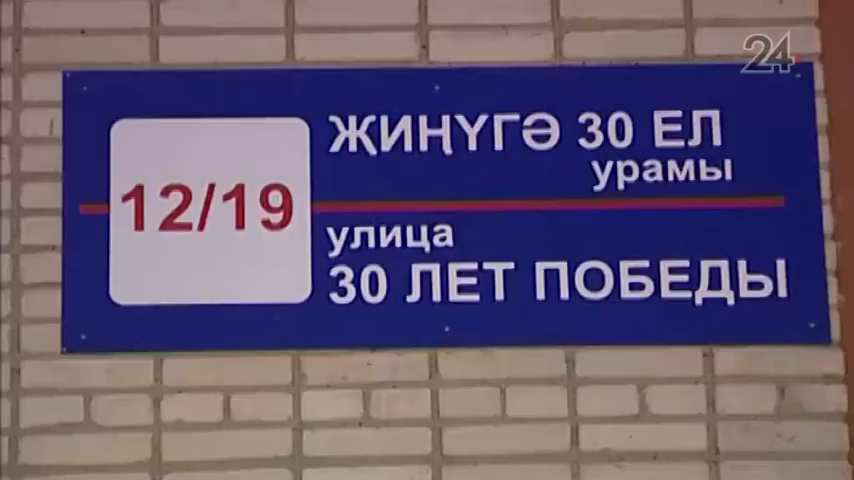 24
12/19
ҖИҢҮГӘ 30 ЕЛ
урамы
улица
30 ЛЕТ ПОБЕДЫ